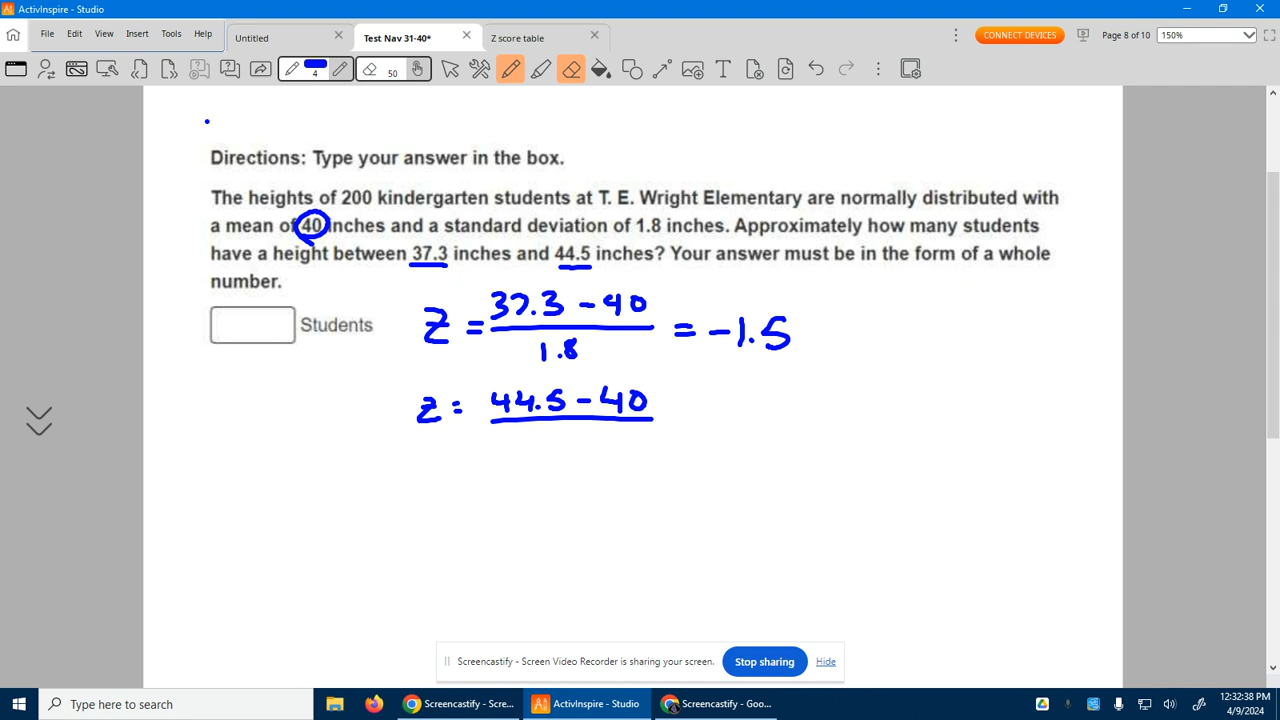 ActivInspire - Studio
File Edit View Insert Tools Help
Untitled
Test Nav 31-40*
Z score table
CONNECT DEVICES
Page 8 of 10
150%
4
50
Directions: Type your answer in the box.
The heights of 200 kindergarten students at T. E. Wright Elementary are normally distributed with
a mean of 40 inches and a standard deviation of 1.8 inches. Approximately how many students
have a height between 37.3 inches and 44.5 inches? Your answer must be in the form of a whole
number.
Students
Z = 37.3 - 40
1.8
= -1.5
z = 44.5 - 40
Screencastify - Screen Video Recorder is sharing your screen.
Stop sharing
Hide
Type here to search
Screencastify - Scre...
ActivInspire - Studio
Screencastify - Goo...
12:32:38 PM
4/9/2024